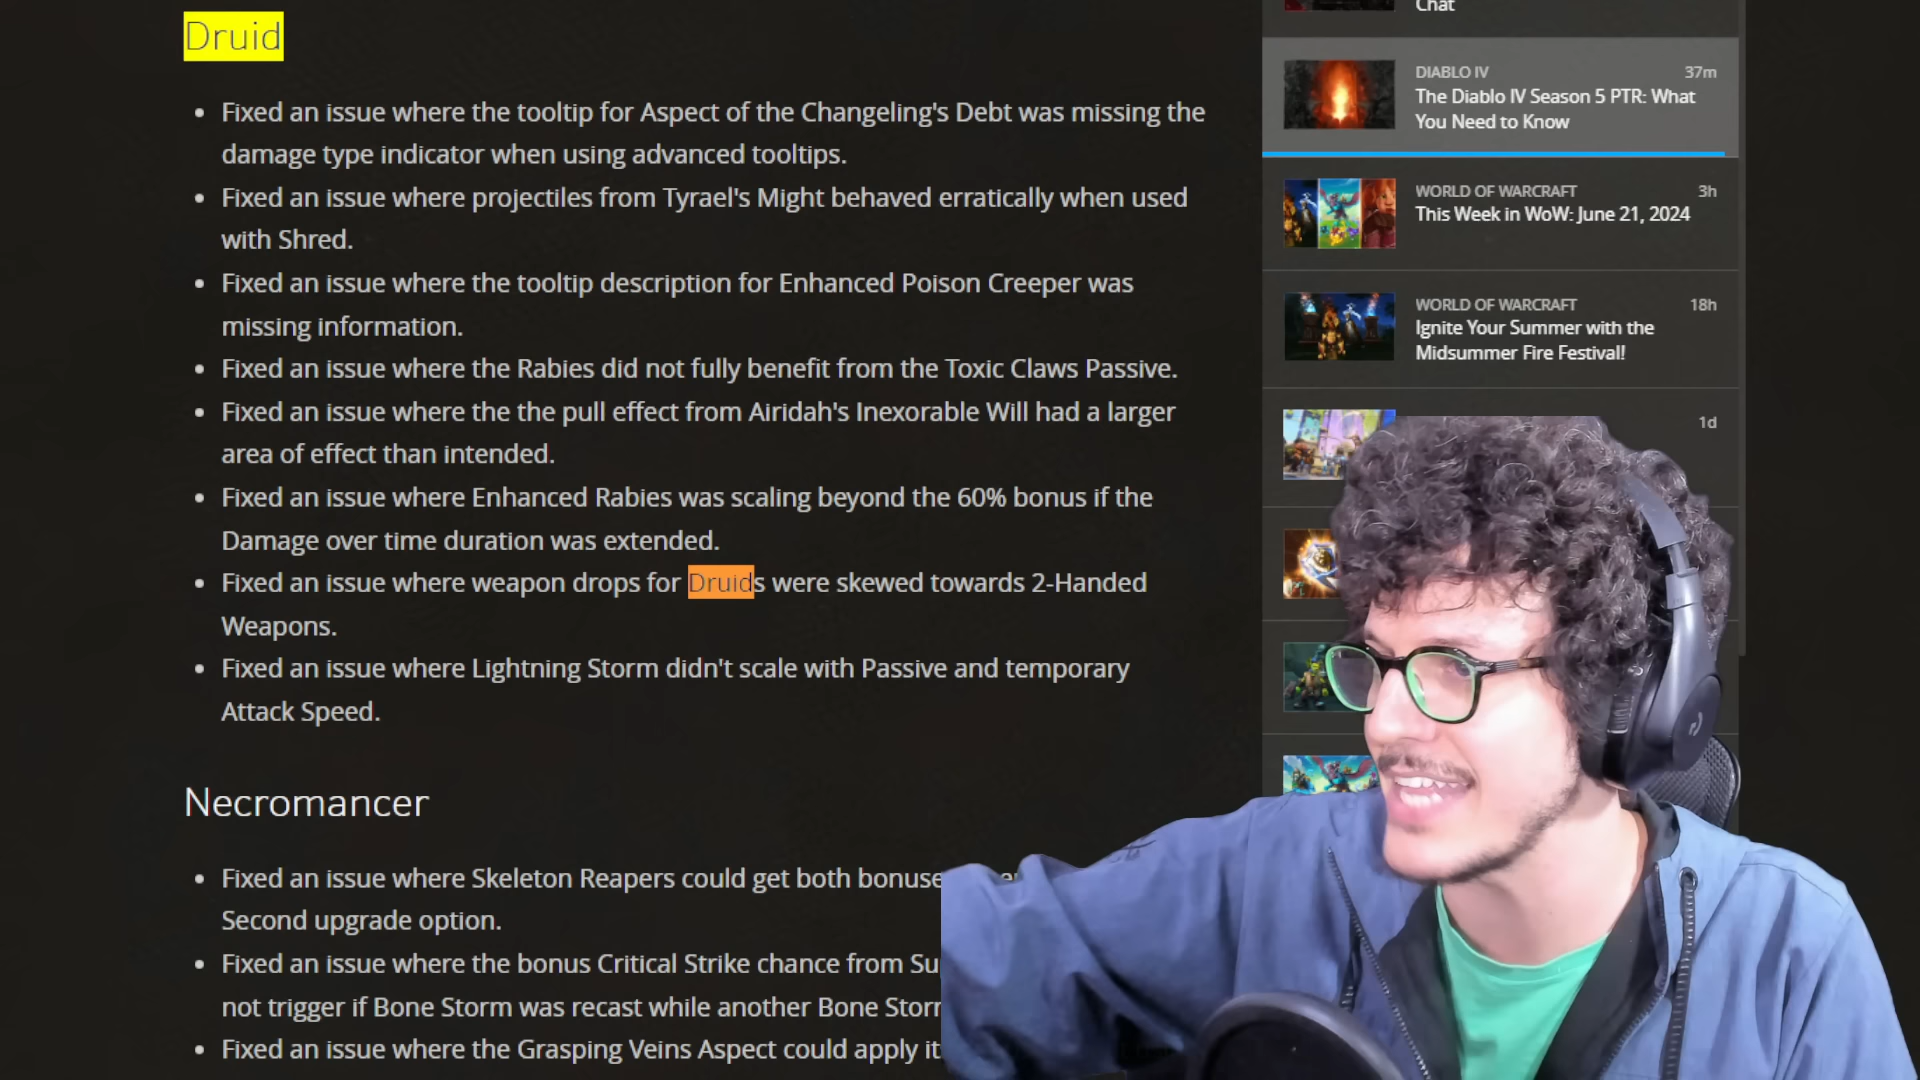 Druid
Fixed an issue where the tooltip for Aspect of the Changeling's Debt was missing the
damage type indicator when using advanced tooltips.
Fixed an issue where projectiles from Tyrael's Might behaved erratically when used
with Shred.
Fixed an issue where the tooltip description for Enhanced Poison Creeper was
missing information.
Fixed an issue where the Rabies did not fully benefit from the Toxic Claws Passive.
Fixed an issue where the the pull effect from Airidah's Inexorable Will had a larger
area of effect than intended.
Fixed an issue where Enhanced Rabies was scaling beyond the 60% bonus if the
Damage over time duration was extended.
Fixed an issue where weapon drops for Druids were skewed towards 2-Handed
Weapons.
Fixed an issue where Lightning Storm didn't scale with Passive and temporary
Attack Speed.
Necromancer
Fixed an issue where Skeleton Reapers could get both
Second upgrade option.
Fixed an issue where the bonus Critical Strike chance from
not trigger if Bone Storm was recast while another Bone
Fixed an issue where the Grasping Veins Aspect could apply
Chat
DIABLO IV 37m
The Diablo IV Season 5 PTR: What
You Need to Know
WORLD OF WARCRAFT 3h
This Week in WoW: June 21, 2024
WORLD OF WARCRAFT 18h
Ignite Your Summer with the
Midsummer Fire Festival!
1d